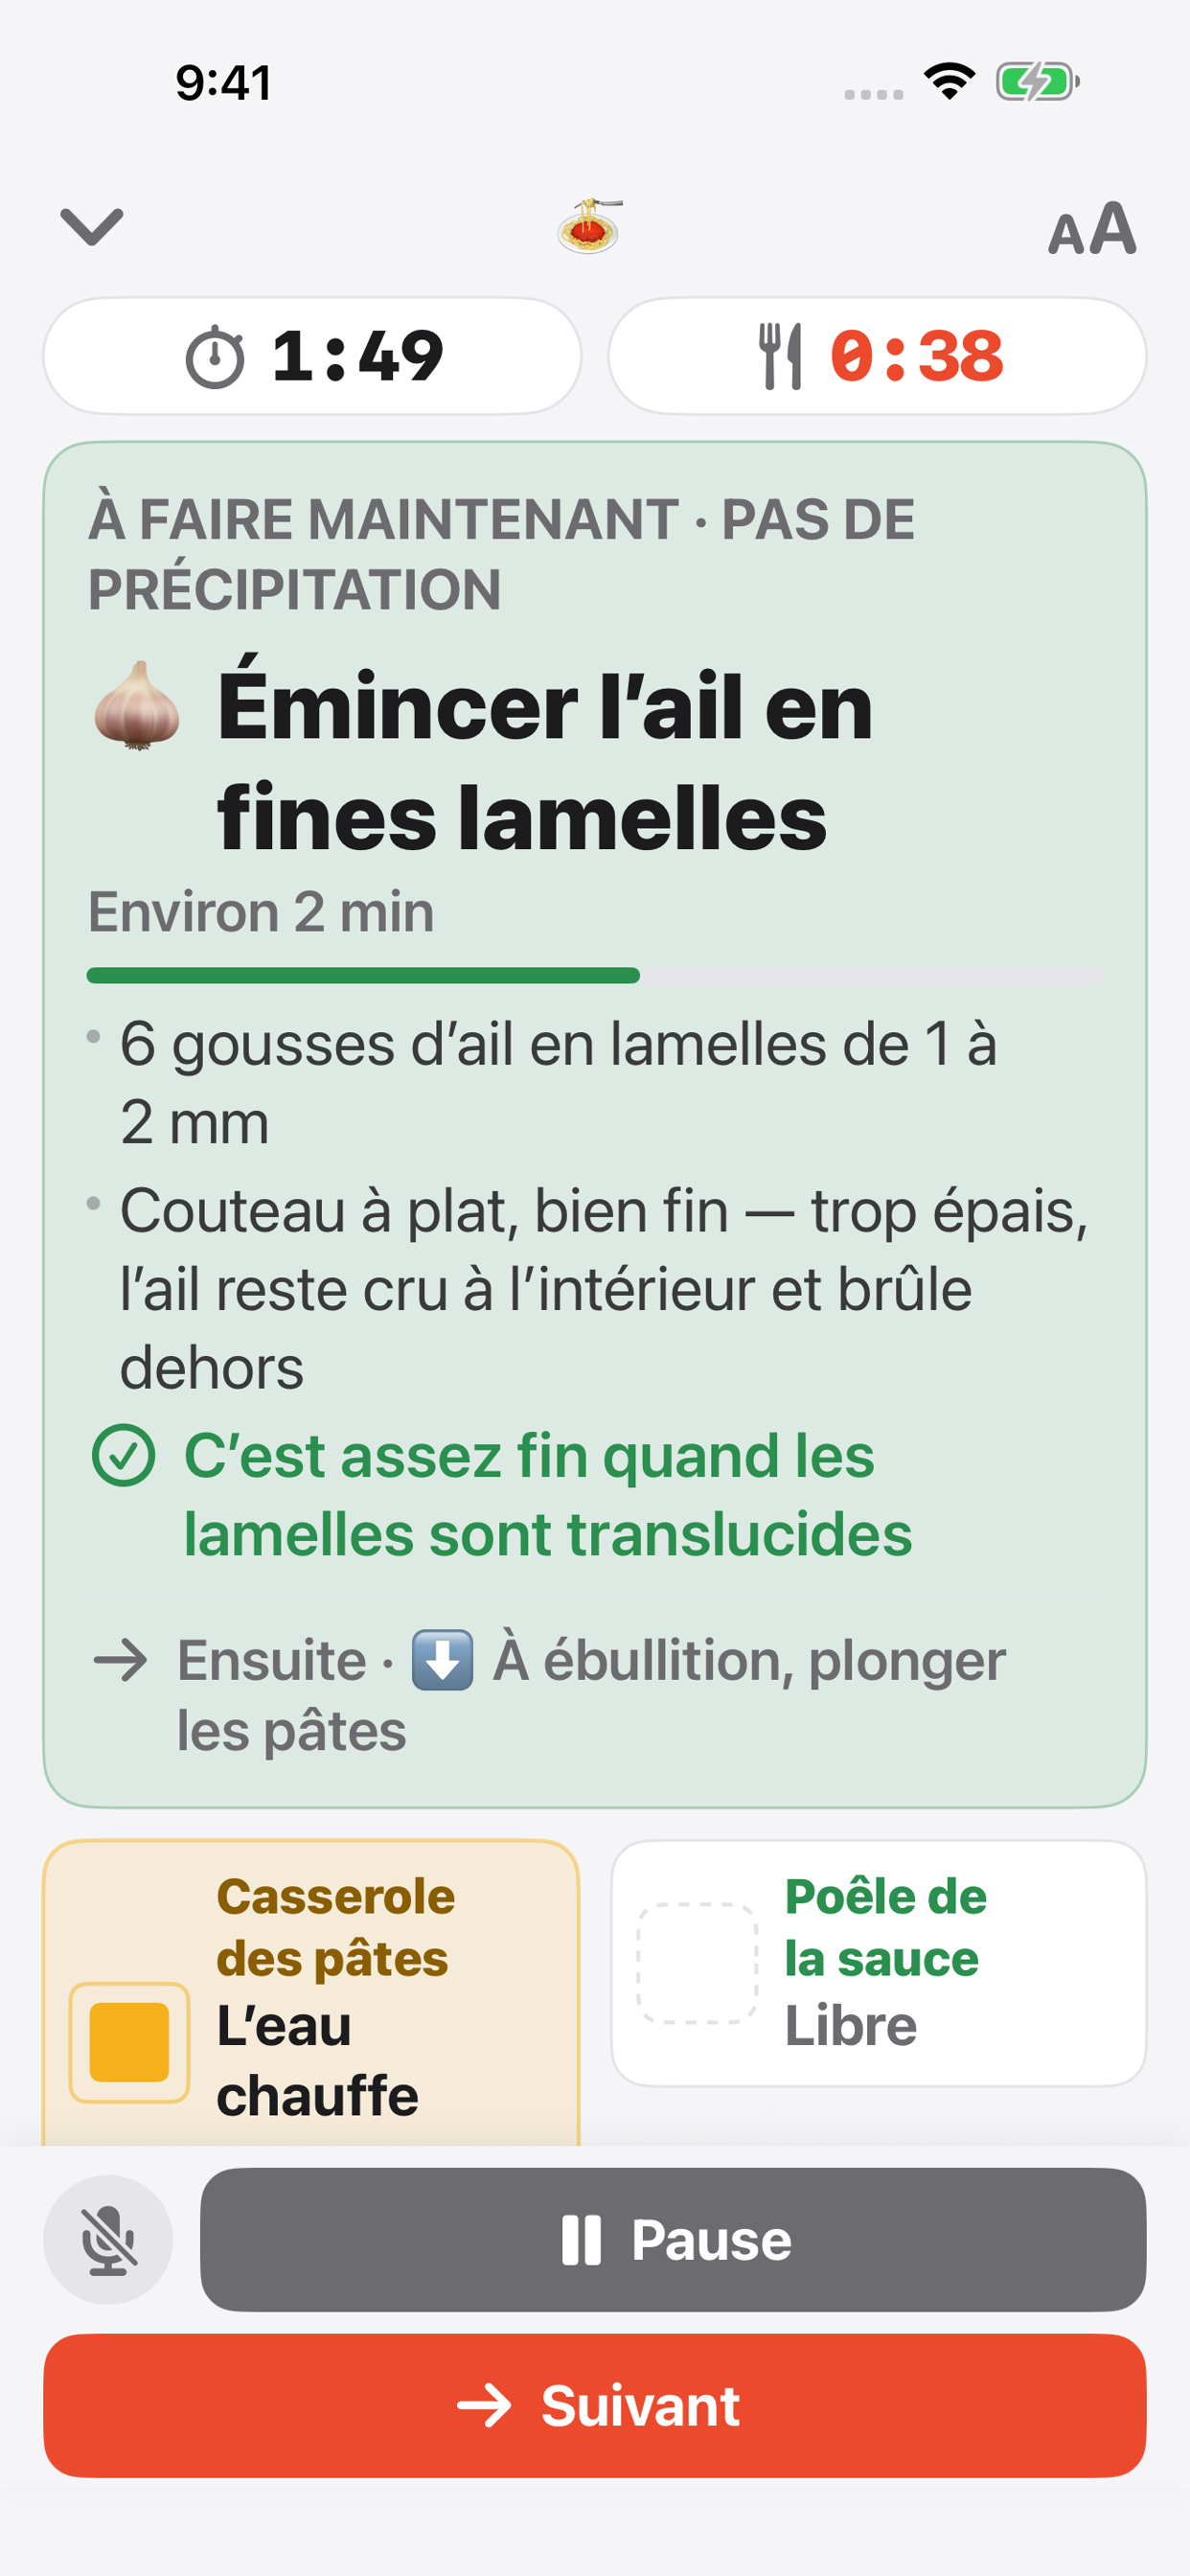 9:41
AA
1:49
0:38
À FAIRE MAINTENANT · PAS DE
PRÉCIPITATION
Émincer l’ail en
fines lamelles
Environ 2 min
• 6 gousses d’ail en lamelles de 1 à
2 mm
• Couteau à plat, bien fin — trop épais,
l’ail reste cru à l’intérieur et brûle
dehors
C’est assez fin quand les
lamelles sont translucides
→ Ensuite · ⬇️ À ébullition, plonger
les pâtes
Casserole
des pâtes
L’eau
chauffe
Poêle de
la sauce
Libre
Pause
→ Suivant